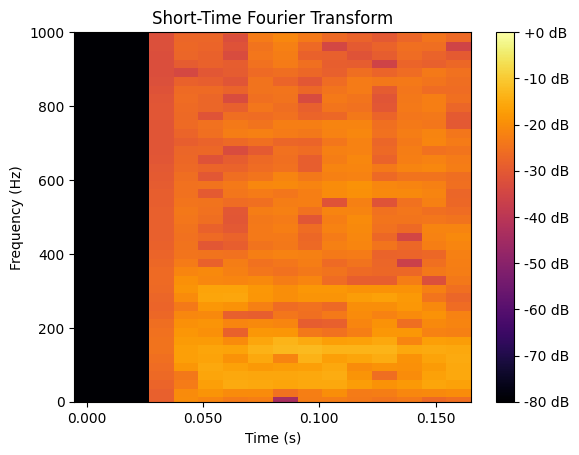 Short-Time Fourier Transform
1000
800
600
400
200
0
Frequency (Hz)
0.000
0.050
0.100
0.150
Time (s)
+0 dB
-10 dB
-20 dB
-30 dB
-40 dB
-50 dB
-60 dB
-70 dB
-80 dB